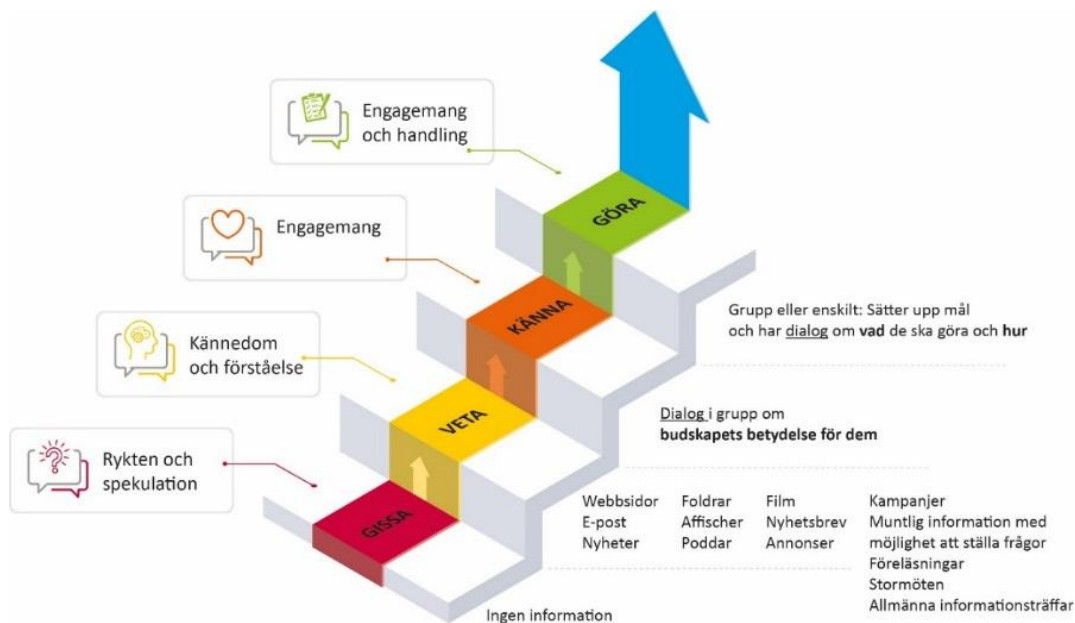 Engagemang
och handling
GÖRA
Engagemang
KÄNNA
Grupp eller enskilt: Sätter upp mål
och har dialog om vad de ska göra och hur
Kännedom
och förståelse
VETA
Dialog i grupp om
budskapets betydelse för dem
Rykten och
spekulation
GISSA
Webbsidor
E-post
Nyheter
Foldrar
Affischer
Poddar
Film
Nyhetsbrev
Annonser
Kampanjer
Muntlig information med
möjlighet att ställa frågor
Föreläsningar
Stormöten
Allmänna informationsträffar
Ingen information